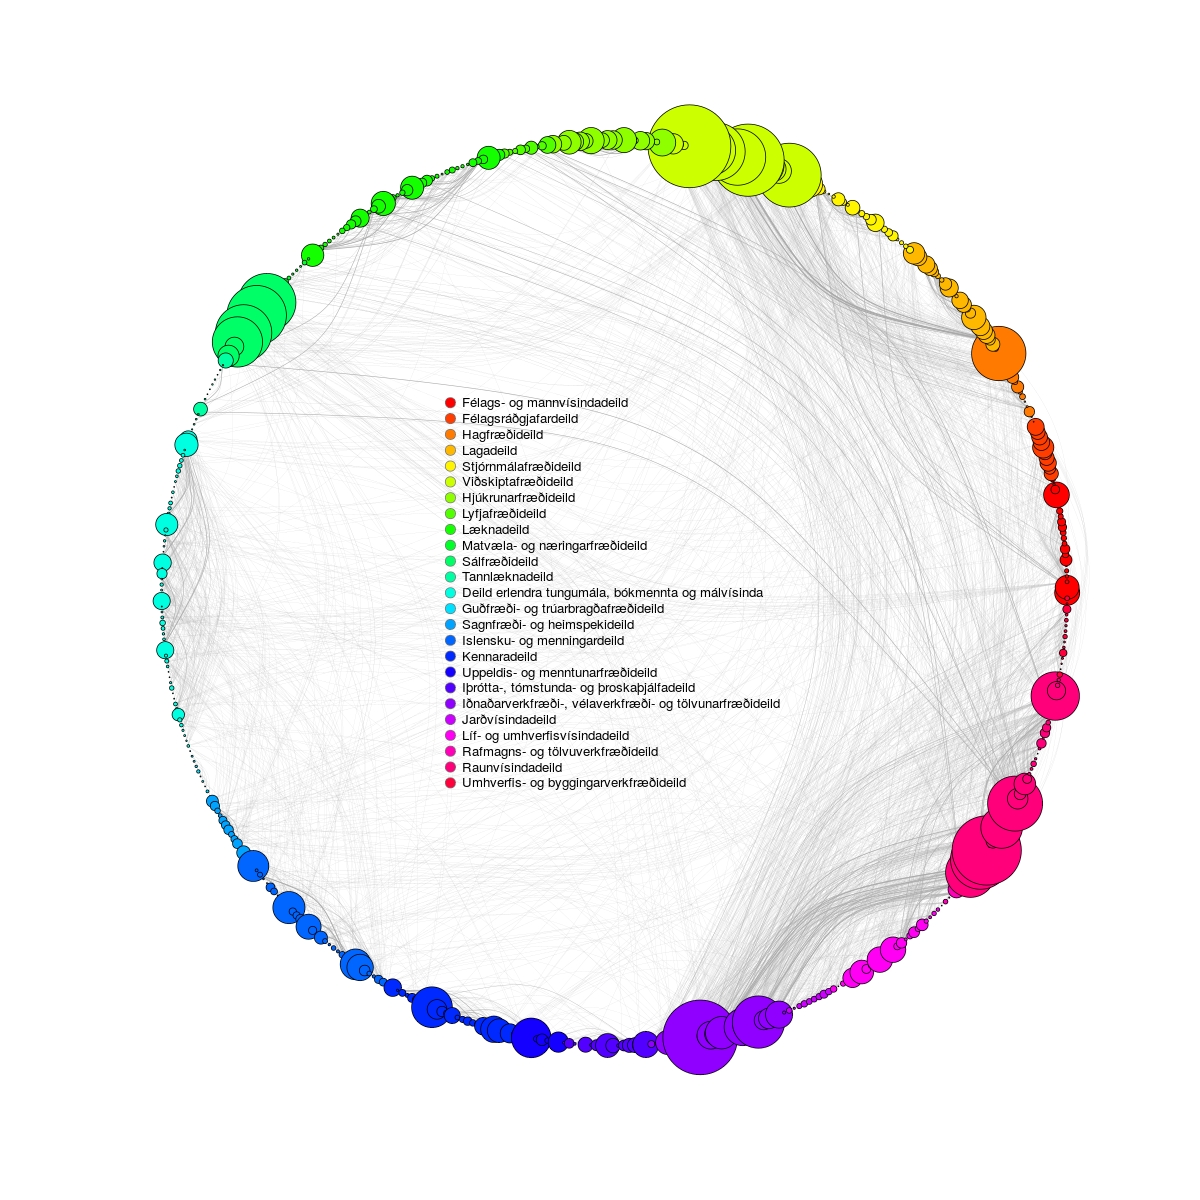 Félags- og mannvísindadeild
Félagsráðgjafardeild
Hagfræðideild
Lagadeild
Stjórnmálafræðideild
Viðskiptafræðideild
Hjúkrunarfræðideild
Lyfjafræðideild
Læknadeild
Matvæla- og næringarfræðideild
Sálfræðideild
Tannlæknadeild
Deild erlendra tungumála, bókmennta og málvísinda
Guðfræði- og trúarbragðafræðideild
Sagnfræði- og heimspekideild
Islensku- og menningardeild
Kennaradeild
Uppeldis- og menntunarfræðideild
Iþrótta-, tómstunda- og þroskaþjálfadeild
Iðnaðarverkfræði-, vélaverkfræði- og tölvunarfræðideild
Jarðvísindadeild
Líf- og umhverfisvísindadeild
Rafmagns- og tölvuverkfræðideild
Raunvísindadeild
Umhverfis- og byggingarverkfræðideild